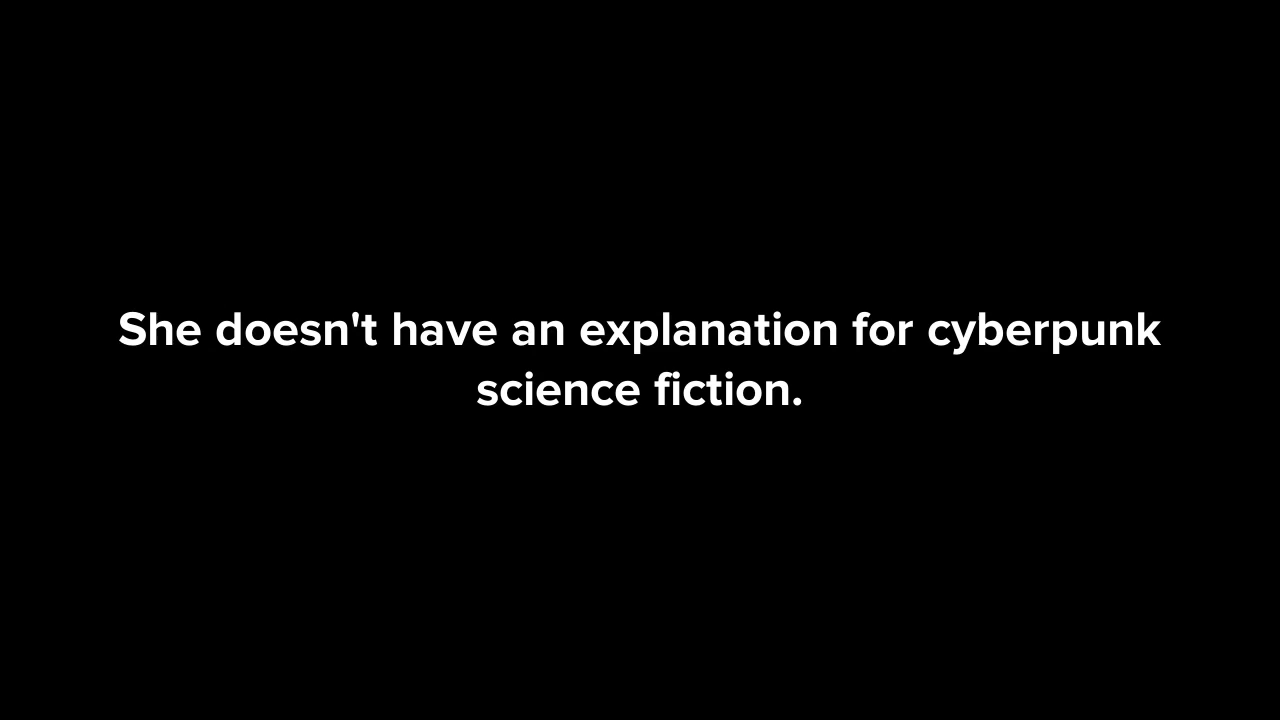 She doesn't have an explanation for cyberpunk
science fiction.